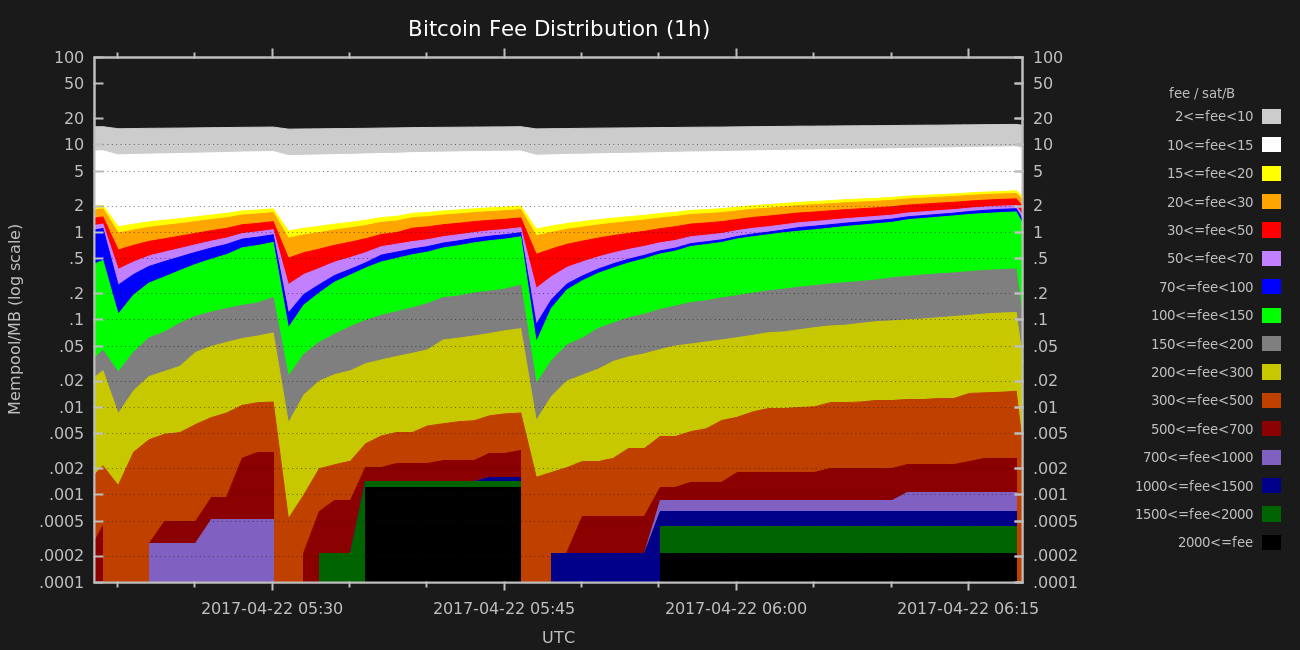 Bitcoin Fee Distribution (1h)
Mempool/MB (log scale)
100
50
20
10
5
2
1
.5
.2
.1
.05
.02
.01
.005
.002
.001
.0005
.0002
.0001
100
50
20
10
5
2
1
.5
.2
.1
.05
.02
.01
.005
.002
.001
.0005
.0002
.0001
2017-04-22 05:30
2017-04-22 05:45
2017-04-22 06:00
2017-04-22 06:15
UTC
fee / sat/B
2<=fee<10
10<=fee<15
15<=fee<20
20<=fee<30
30<=fee<50
50<=fee<70
70<=fee<100
100<=fee<150
150<=fee<200
200<=fee<300
300<=fee<500
500<=fee<700
700<=fee<1000
1000<=fee<1500
1500<=fee<2000
2000<=fee